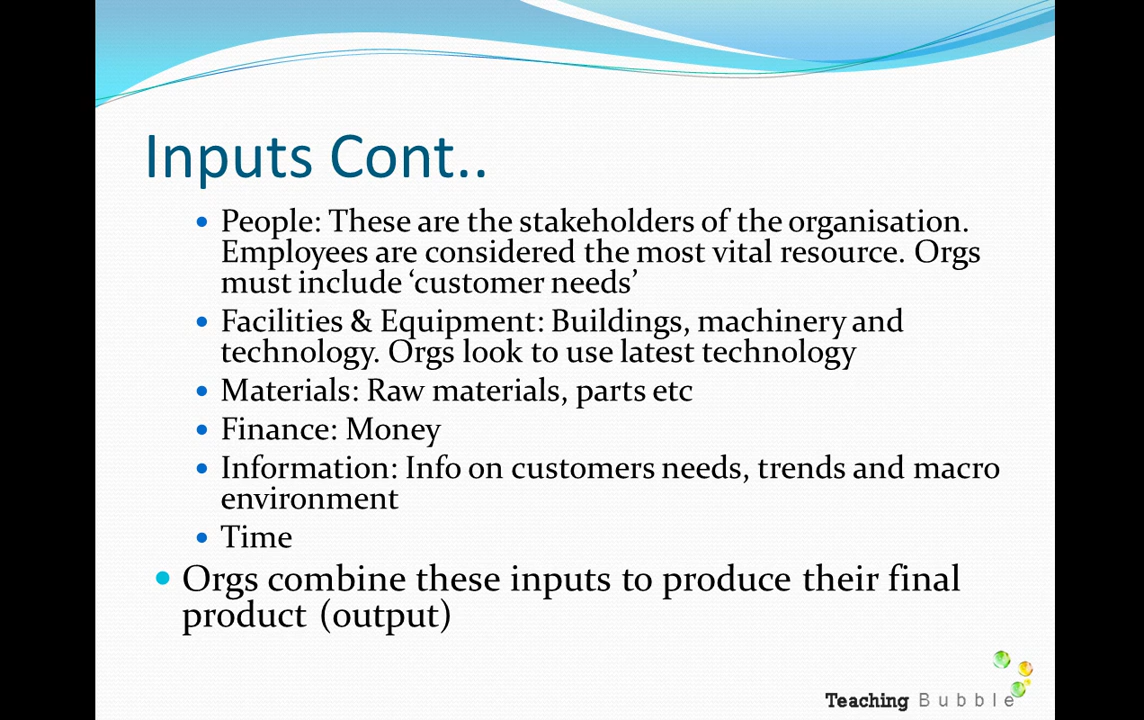 Inputs Cont..
• People: These are the stakeholders of the organisation.
Employees are considered the most vital resource. Orgs
must include ‘customer needs’
• Facilities & Equipment: Buildings, machinery and
technology. Orgs look to use latest technology
• Materials: Raw materials, parts etc
• Finance: Money
• Information: Info on customers needs, trends and macro
environment
• Time
• Orgs combine these inputs to produce their final
product (output)
Teaching Bubble